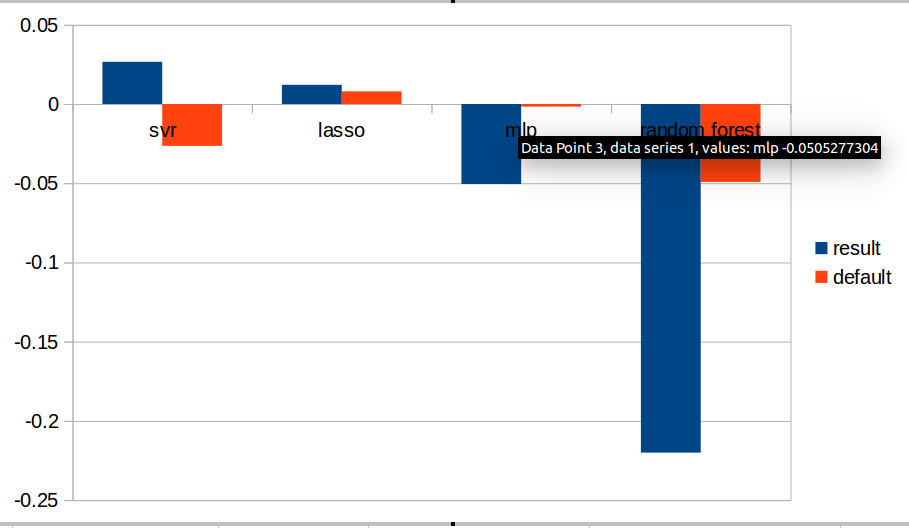 0.05
0
svr lasso mlp random forest
Data Point 3, data series 1, values: mlp -0.0505277304
-0.05
-0.1
result
default
-0.15
-0.2
-0.25